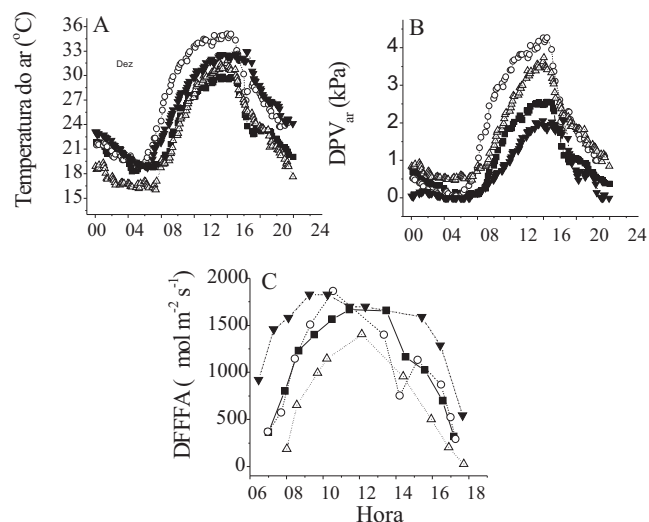 A
Temperatura do ar (°C)
Dez
36
33
30
27
24
21
18
15
00 04 08 12 16 20 24
B
DPVar (kPa)
4
3
2
1
0
00 04 08 12 16 20 24
C
DFFFA ( mol m-2 s-1)
2000
1500
1000
500
0
06 08 10 12 14 16 18
Hora